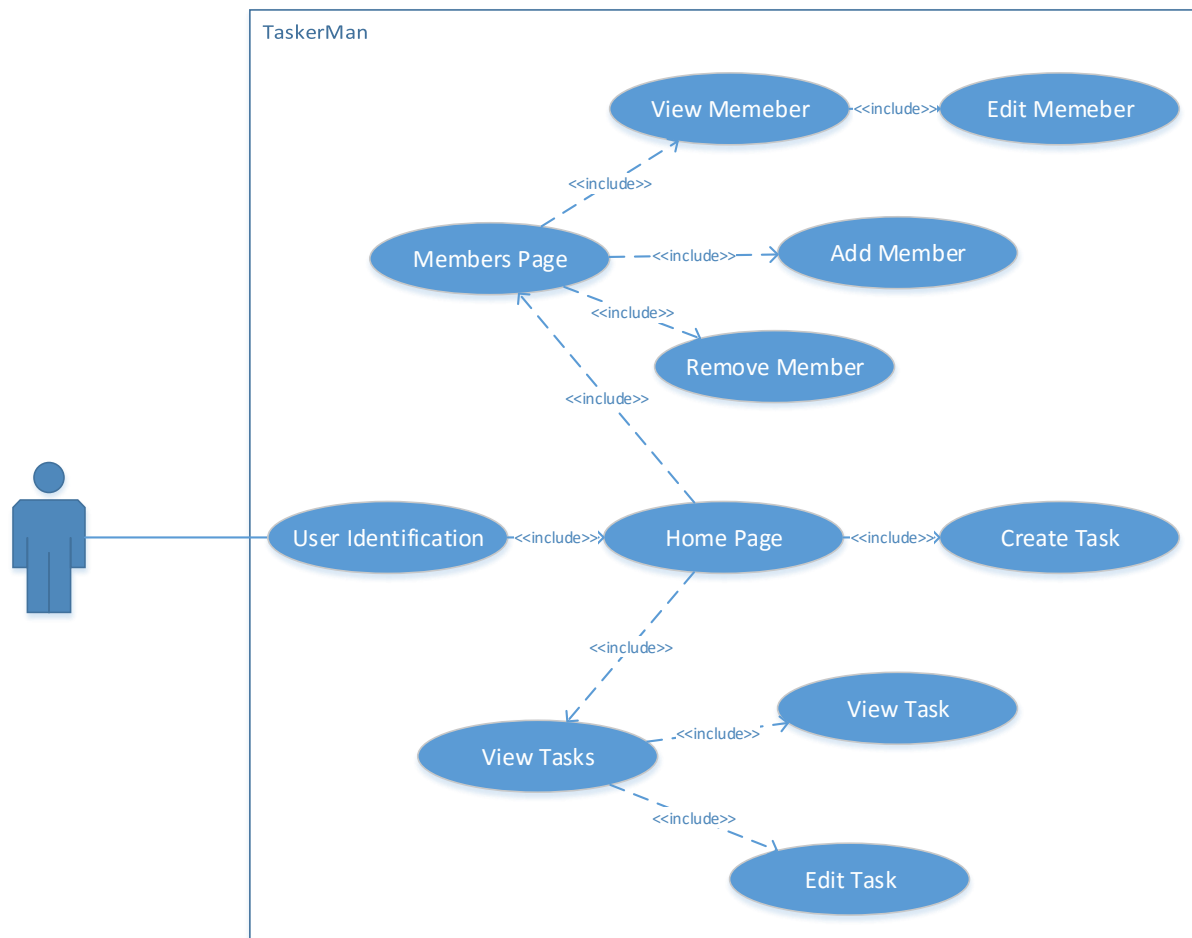 TaskerMan
View Memeber
<<include>>
Edit Memeber
<<include>>
Members Page
<<include>>
Add Member
<<include>>
Remove Member
<<include>>
User Identification
<<include>>
Home Page
<<include>>
Create Task
<<include>>
View Task
<<include>>
View Tasks
<<include>>
Edit Task